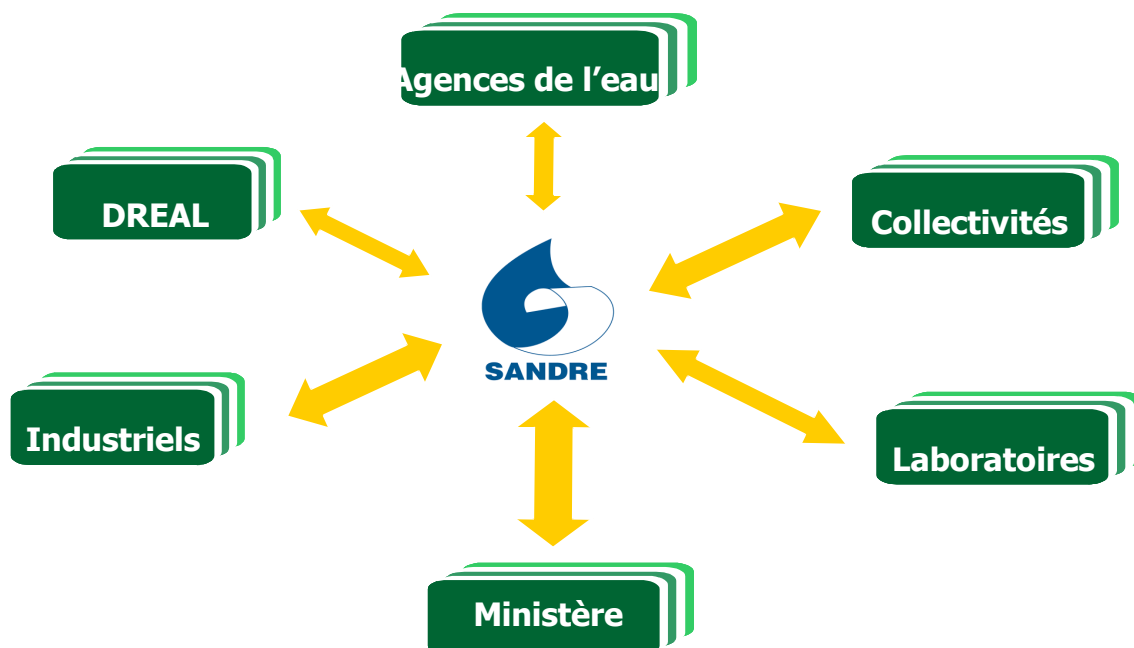 Agences de l'eau
DREAL
Collectivités
SANDRE
Industriels
Laboratoires
Ministère